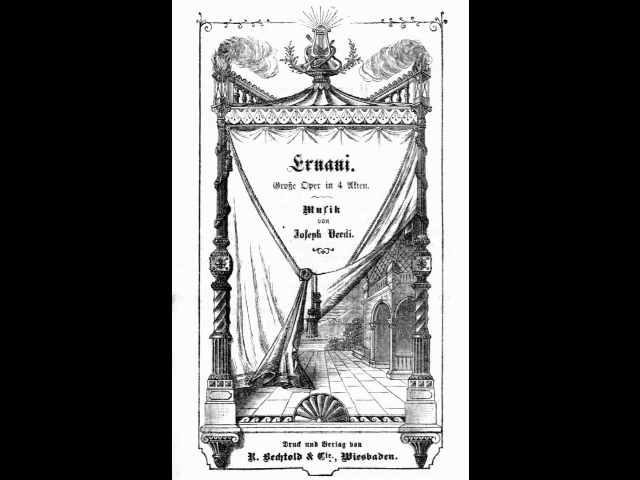 Ernani.
Große Oper in 4 Akten.
Musik
von
Joseph Verdi.
Druck und Verlag von
R. Bechtold & Cie., Wiesbaden.